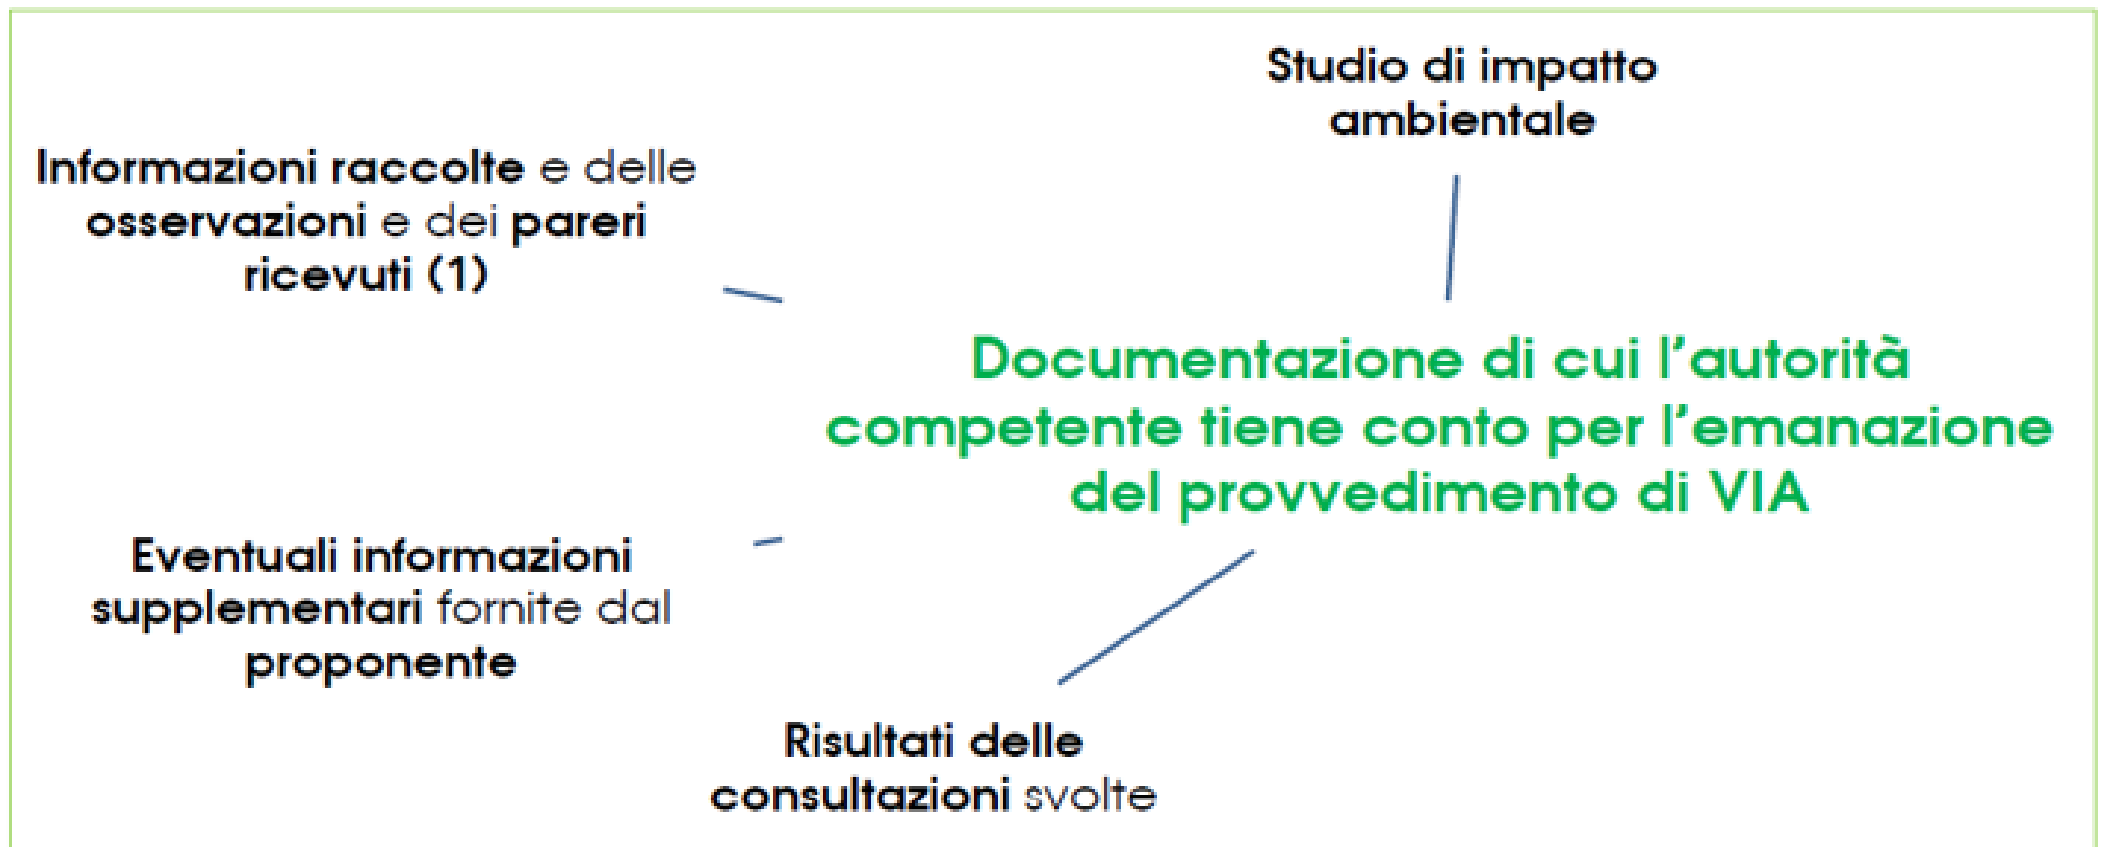 Studio di impatto
ambientale
Informazioni raccolte e delle
osservazioni e dei pareri
ricevuti (1)
Documentazione di cui l’autorità
competente tiene conto per l’emanazione
del provvedimento di VIA
Eventuali informazioni
supplementari fornite dal
proponente
Risultati delle
consultazioni svolte